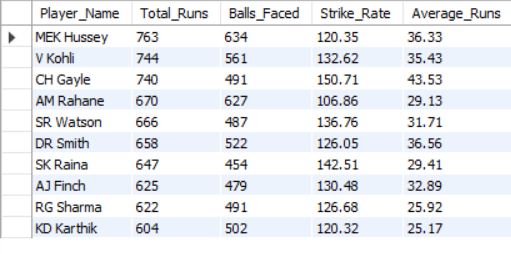 Player_Name Total_Runs Balls_Faced Strike_Rate Average_Runs
MEK Hussey 763 634 120.35 36.33
V Kohli 744 561 132.62 35.43
CH Gayle 740 491 150.71 43.53
AM Rahane 670 627 106.86 29.13
SR Watson 666 487 136.76 31.71
DR Smith 658 522 126.05 36.56
SK Raina 647 454 142.51 29.41
AJ Finch 625 479 130.48 32.89
RG Sharma 622 491 126.68 25.92
KD Karthik 604 502 120.32 25.17